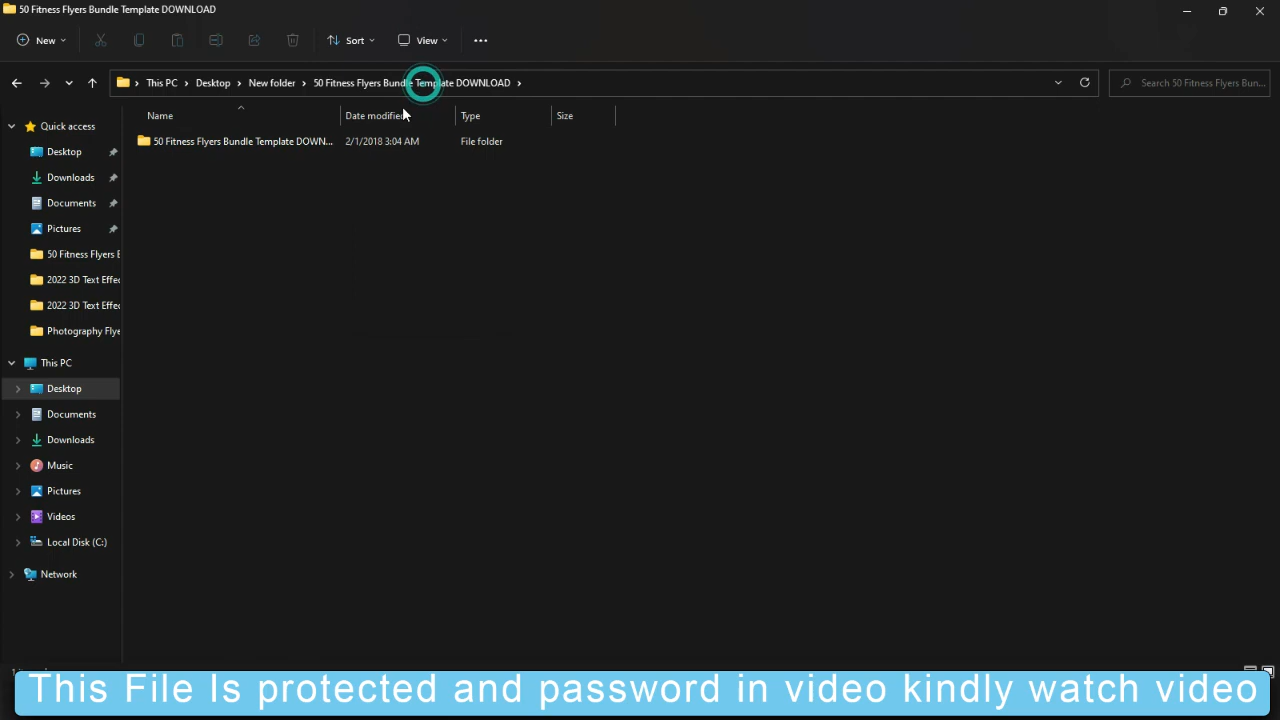 50 Fitness Flyers Bundle Template DOWNLOAD
New
Sort
View
This PC > Desktop > New folder > 50 Fitness Flyers Bundle Template DOWNLOAD >
Search 50 Fitness Flyers Bun...
Name Date modified Type Size
50 Fitness Flyers Bundle Template DOWN... 2/1/2018 3:04 AM File folder
Quick access
Desktop
Downloads
Documents
Pictures
50 Fitness Flyers B
2022 3D Text Effec
2022 3D Text Effec
Photography Flye
This PC
Desktop
Documents
Downloads
Music
Pictures
Videos
Local Disk (C:)
Network
This File Is protected and password in video kindly watch video